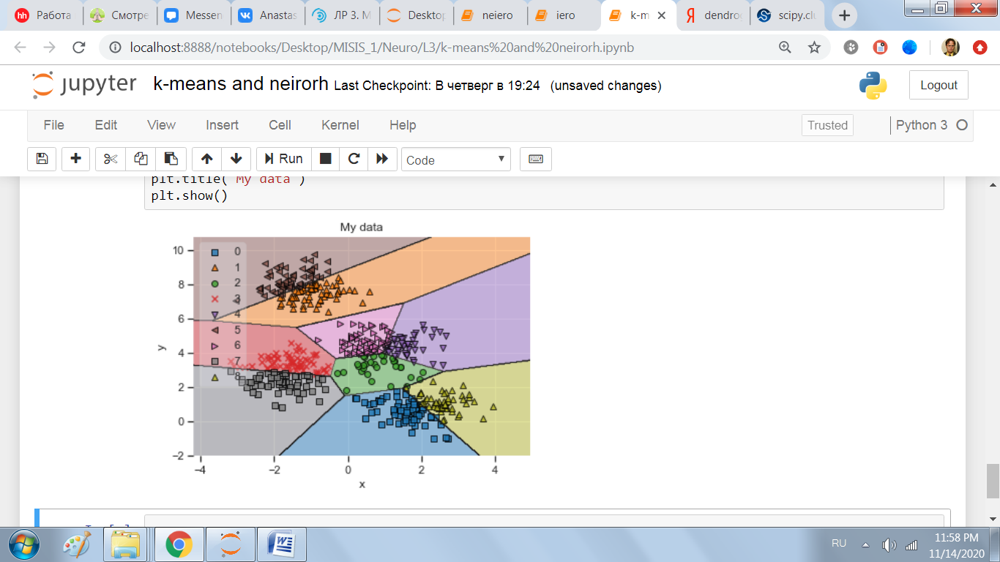 hh Работа
Смотре
Messen
Anastas
ЛР 3. М
Desktop
neiero
iero
k-m
Я dendrog
scipy.clu
localhost:8888/notebooks/Desktop/MISIS_1/Neuro/L3/k-means%20and%20neirorh.ipynb
jupyter k-means and neirorh Last Checkpoint: В четверг в 19:24 (unsaved changes)
Logout
File Edit View Insert Cell Kernel Help
Trusted Python 3
Run Code
plt.title('My data')
plt.show()
My data
10
8
6
4
2
0
−2
y
0
1
2
3
4
5
6
7
8
−4 −2 0 2 4
x
RU
11:58 PM
11/14/2020